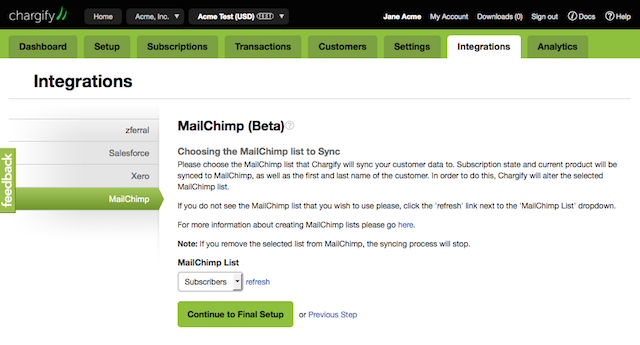 chargify Home Acme, Inc. ▼ Acme Test (USD) TEST ▼ Jane Acme My Account Downloads (0) Sign out Docs Help
Dashboard Setup Subscriptions Transactions Customers Settings Integrations Analytics
Integrations
feedback
zferral
Salesforce
Xero
MailChimp
MailChimp (Beta)?
Choosing the MailChimp list to Sync
Please choose the MailChimp list that Chargify will sync your customer data to. Subscription state and current product will be
synced to MailChimp, as well as the first and last name of the customer. In order to do this, Chargify will alter the selected
MailChimp list.
If you do not see the MailChimp list that you wish to use please, click the 'refresh' link next to the 'MailChimp List' dropdown.
For more information about creating MailChimp lists please go here.
Note: If you remove the selected list from MailChimp, the syncing process will stop.
MailChimp List
Subscribers refresh
Continue to Final Setup or Previous Step